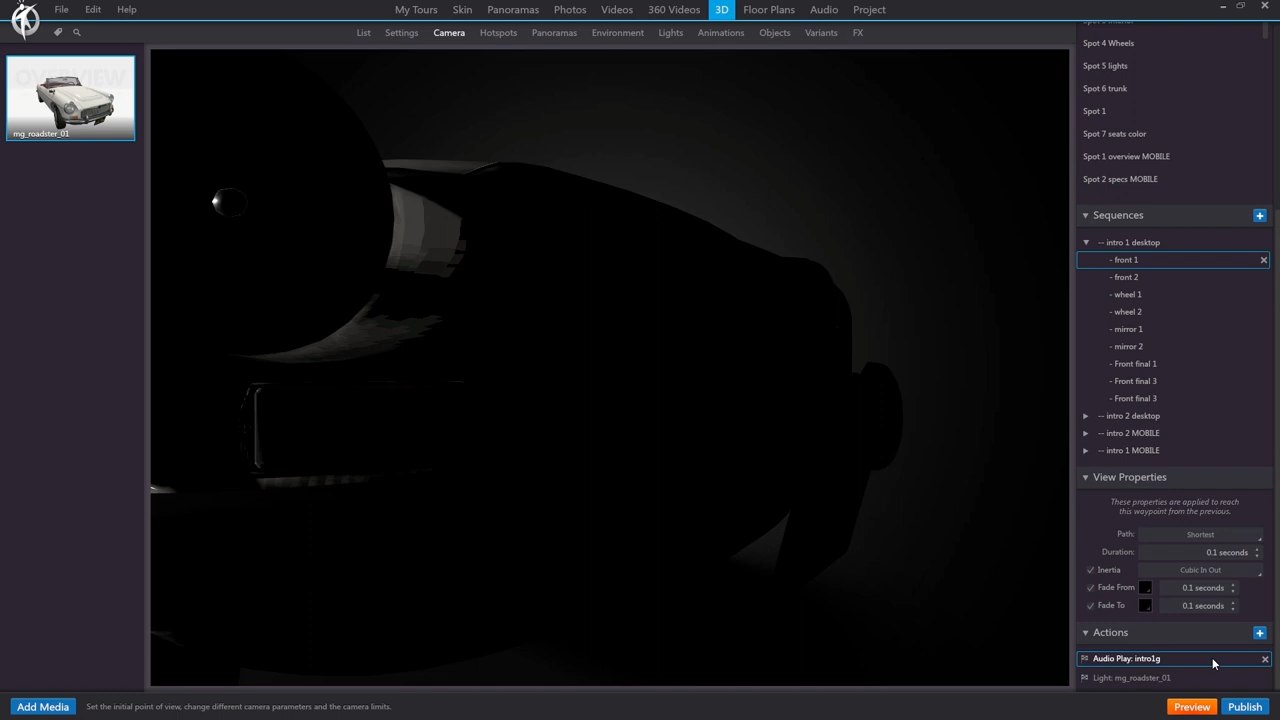 File Edit Help
My Tours Skin Panoramas Photos Videos 360 Videos 3D Floor Plans Audio Project
List Settings Camera Hotspots Panoramas Environment Lights Animations Objects Variants FX
OVERVIEW
mg_roadster_01
Spot 4 Wheels
Spot 5 lights
Spot 6 trunk
Spot 1
Spot 7 seats color
Spot 1 overview MOBILE
Spot 2 specs MOBILE
Sequences
-- intro 1 desktop
- front 1
- front 2
- wheel 1
- wheel 2
- mirror 1
- mirror 2
- Front final 1
- Front final 3
- Front final 3
-- intro 2 desktop
-- intro 2 MOBILE
-- intro 1 MOBILE
View Properties
These properties are applied to reach
this waypoint from the previous.
Path: Shortest
Duration: 0.1 seconds
Inertia Cubic In Out
Fade From 0.1 seconds
Fade To 0.1 seconds
Actions
Audio Play: intro1g
Light: mg_roadster_01
Add Media Set the initial point of view, change different camera parameters and the camera limits. Preview Publish